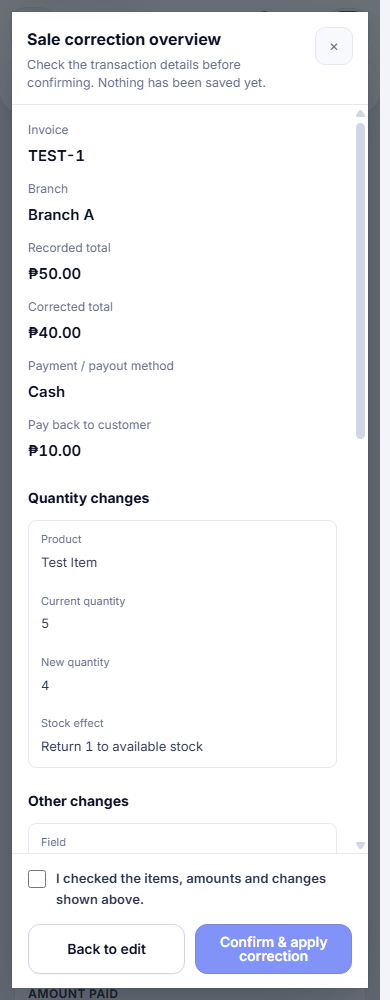 Sale correction overview
×
Check the transaction details before
confirming. Nothing has been saved yet.
Invoice
TEST-1
Branch
Branch A
Recorded total
₱50.00
Corrected total
₱40.00
Payment / payout method
Cash
Pay back to customer
₱10.00
Quantity changes
Product
Test Item
Current quantity
5
New quantity
4
Stock effect
Return 1 to available stock
Other changes
Field
I checked the items, amounts and changes
shown above.
Back to edit
Confirm & apply
correction
AMOUNT PAID